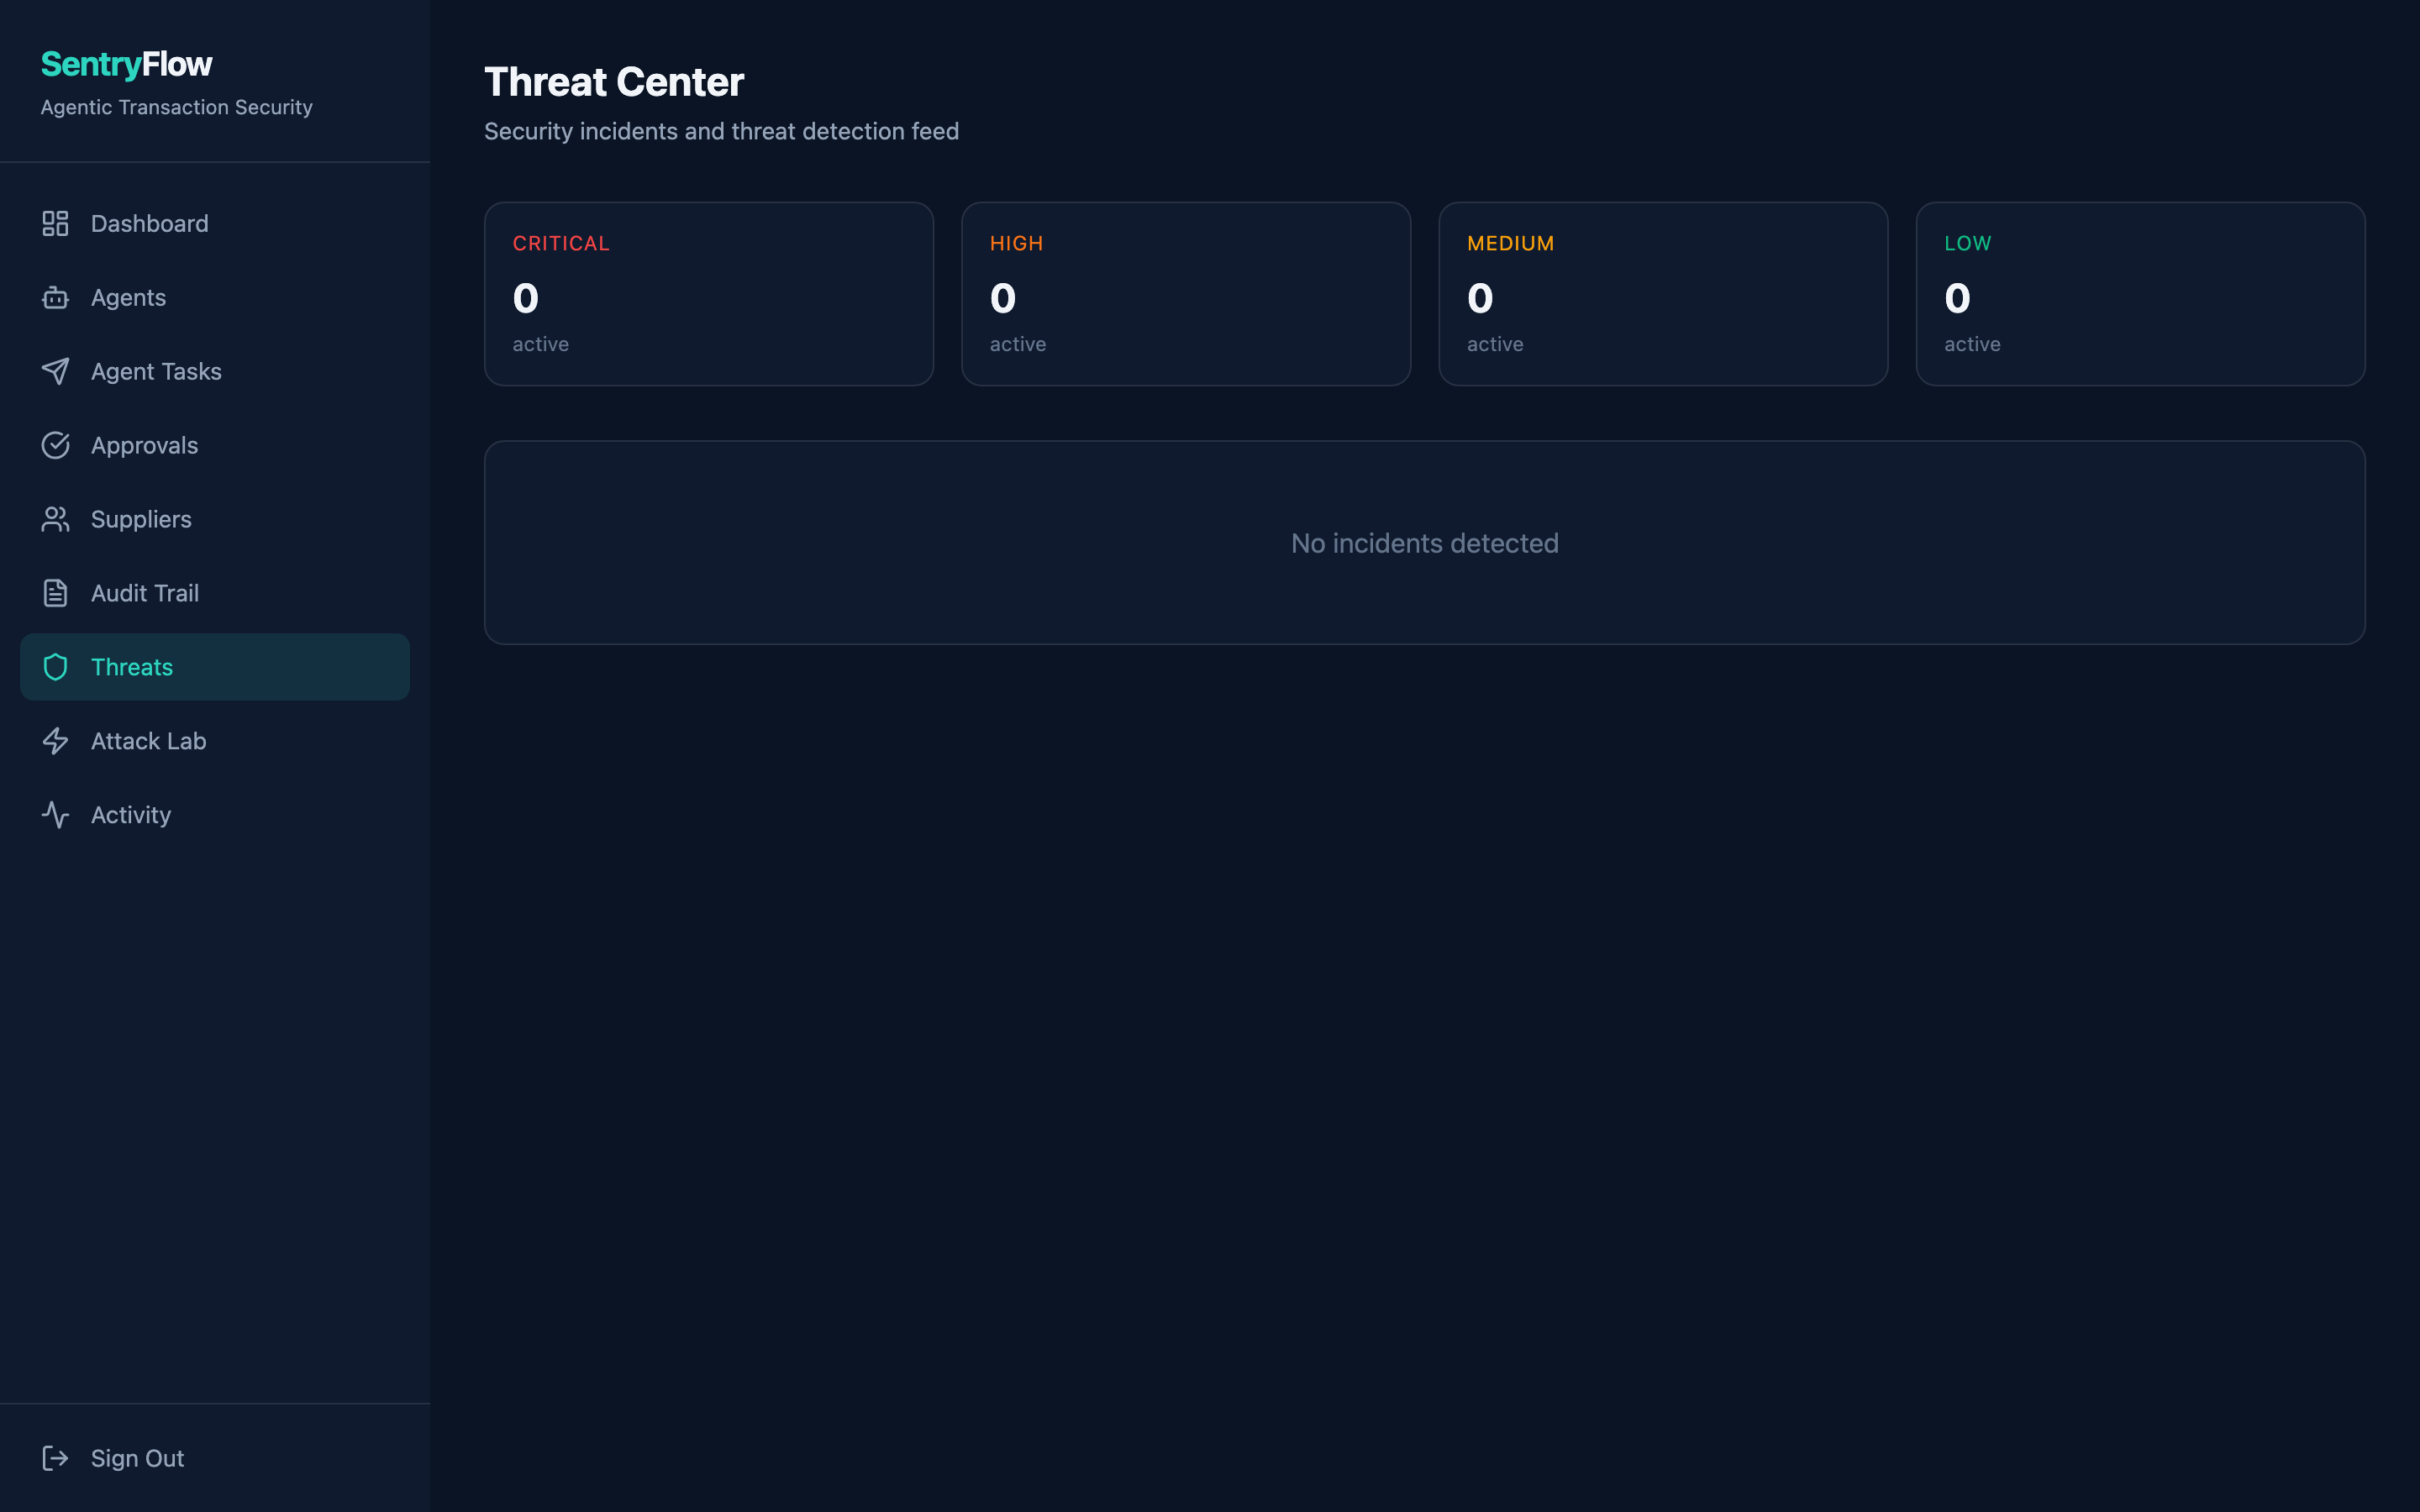 SentryFlow
Agentic Transaction Security
Dashboard
Agents
Agent Tasks
Approvals
Suppliers
Audit Trail
Threats
Attack Lab
Activity
Sign Out
Threat Center
Security incidents and threat detection feed
CRITICAL
0
active
HIGH
0
active
MEDIUM
0
active
LOW
0
active
No incidents detected